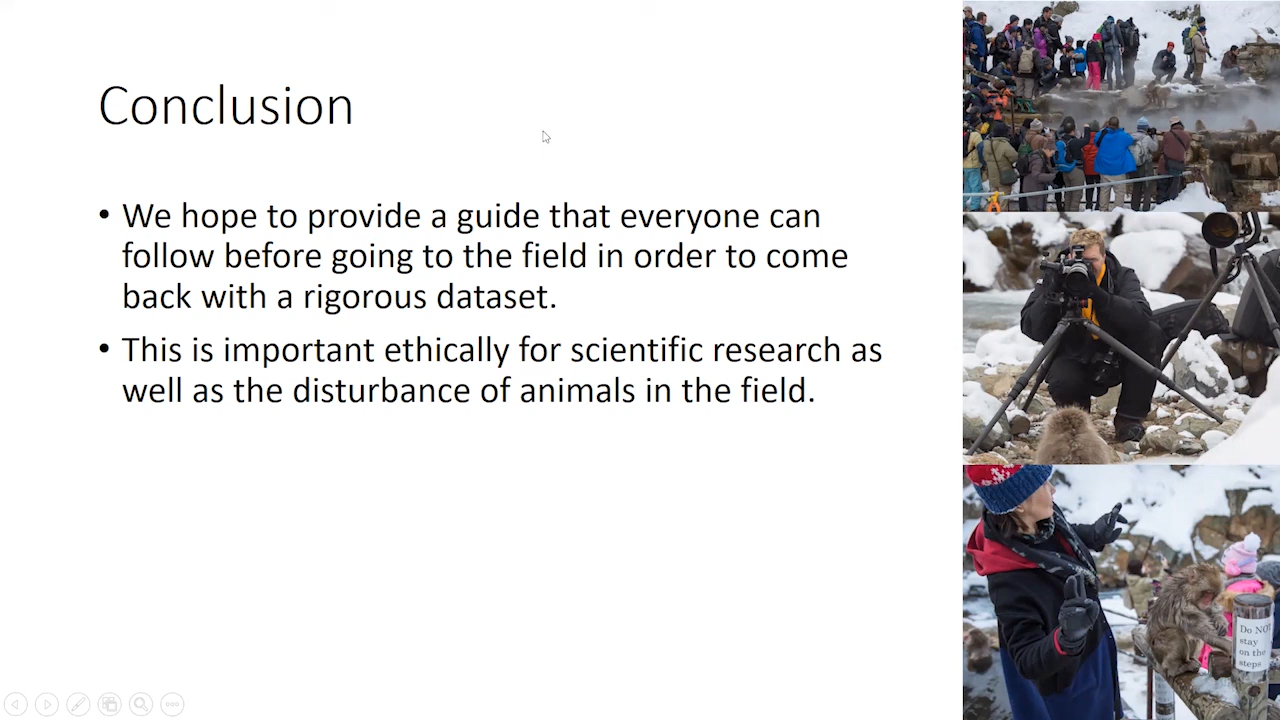 Conclusion
• We hope to provide a guide that everyone can
follow before going to the field in order to come
back with a rigorous dataset.
• This is important ethically for scientific research as
well as the disturbance of animals in the field.
Do NOT
stay
on the
steps